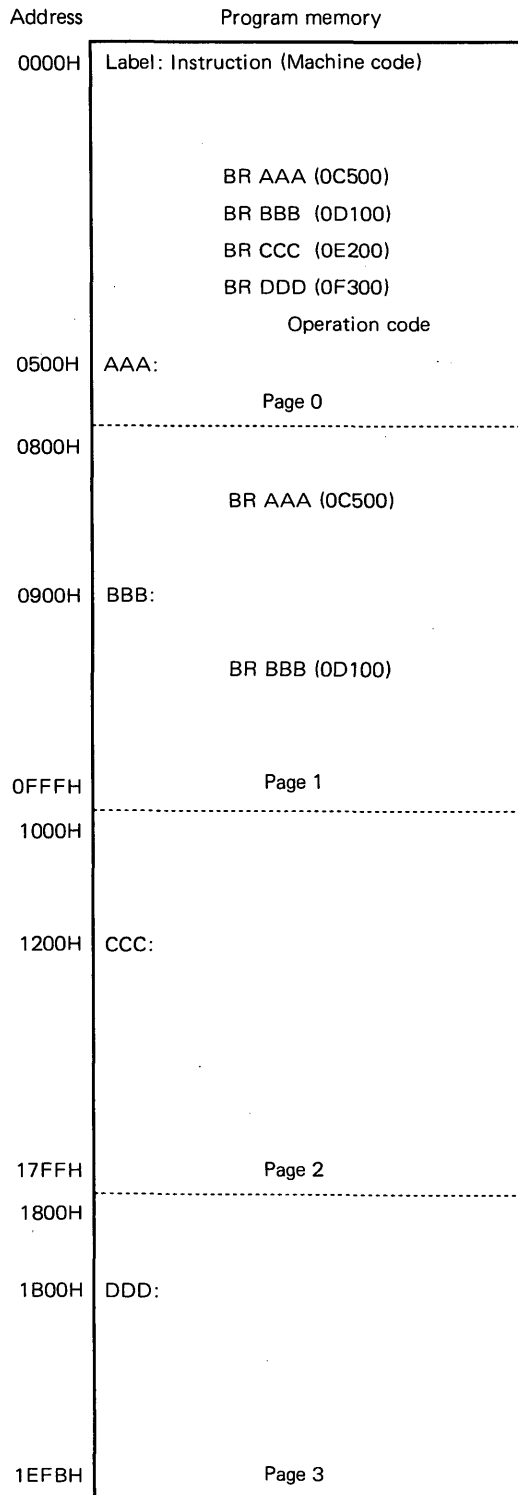 Address Program memory
0000H Label: Instruction (Machine code)
BR AAA (0C500)
BR BBB (0D100)
BR CCC (0E200)
BR DDD (0F300)
Operation code
0500H AAA:
Page 0
0800H
BR AAA (0C500)
0900H BBB:
BR BBB (0D100)
0FFFH Page 1
1000H
1200H CCC:
17FFH Page 2
1800H
1B00H DDD:
1EFBH Page 3